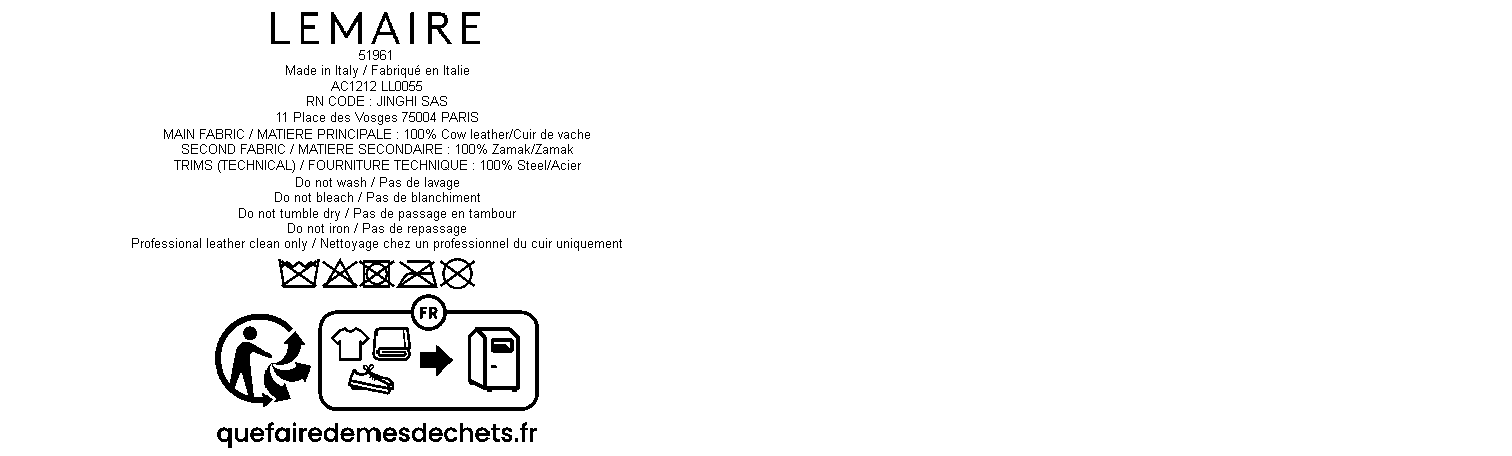 LEMAIRE
51961
Made in Italy / Fabriqué en Italie
AC1212 LL0055
RN CODE : JINGHI SAS
11 Place des Vosges 75004 PARIS
MAIN FABRIC / MATIERE PRINCIPALE : 100% Cow leather/Cuir de vache
SECOND FABRIC / MATIERE SECONDAIRE : 100% Zamak/Zamak
TRIMS (TECHNICAL) / FOURNITURE TECHNIQUE : 100% Steel/Acier
Do not wash / Pas de lavage
Do not bleach / Pas de blanchiment
Do not tumble dry / Pas de passage en tambour
Do not iron / Pas de repassage
Professional leather clean only / Nettoyage chez un professionnel du cuir uniquement
FR
quefairedemesdechets.fr